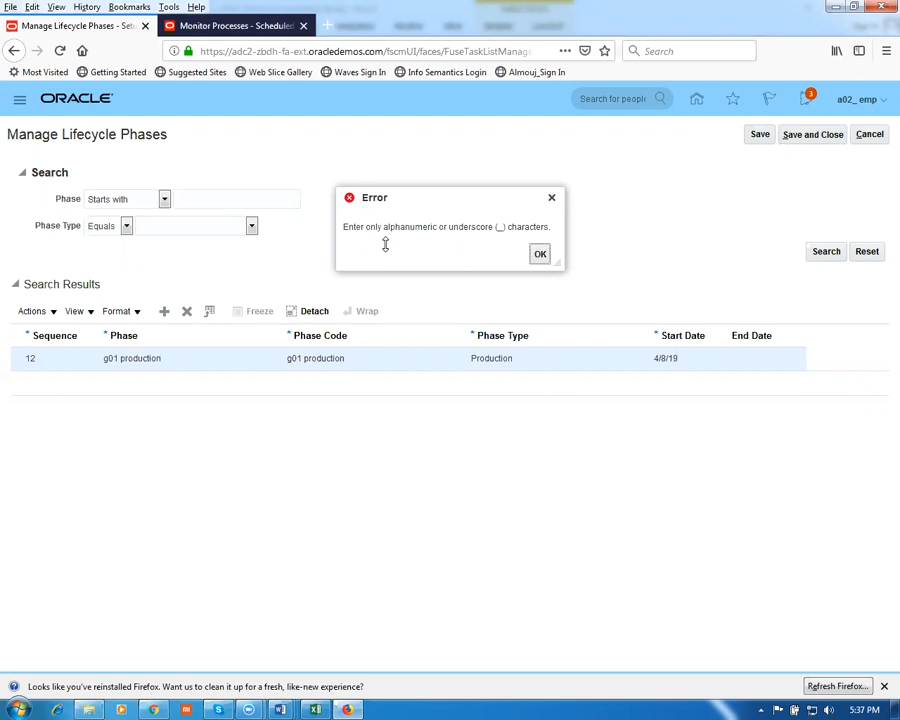 File Edit View History Bookmarks Tools Help
Manage Lifecycle Phases - Setu
Monitor Processes - Scheduled
https://adc2-zbdh-fa-ext.oracledemos.com/fscmUI/faces/FuseTaskListManag
Search
Most Visited Getting Started Suggested Sites Web Slice Gallery Waves Sign In Info Semantics Login Almouj_Sign In
ORACLE
Search for people
3
a02_ emp
Manage Lifecycle Phases
Save Save and Close Cancel
Search
Phase Starts with
Phase Type Equals
Search Reset
Error
Enter only alphanumeric or underscore (_) characters.
OK
Search Results
Actions View Format Freeze Detach Wrap
* Sequence * Phase * Phase Code * Phase Type * Start Date End Date
12 g01 production g01 production Production 4/8/19
Looks like you've reinstalled Firefox. Want us to clean it up for a fresh, like-new experience?
Refresh Firefox...
5:37 PM